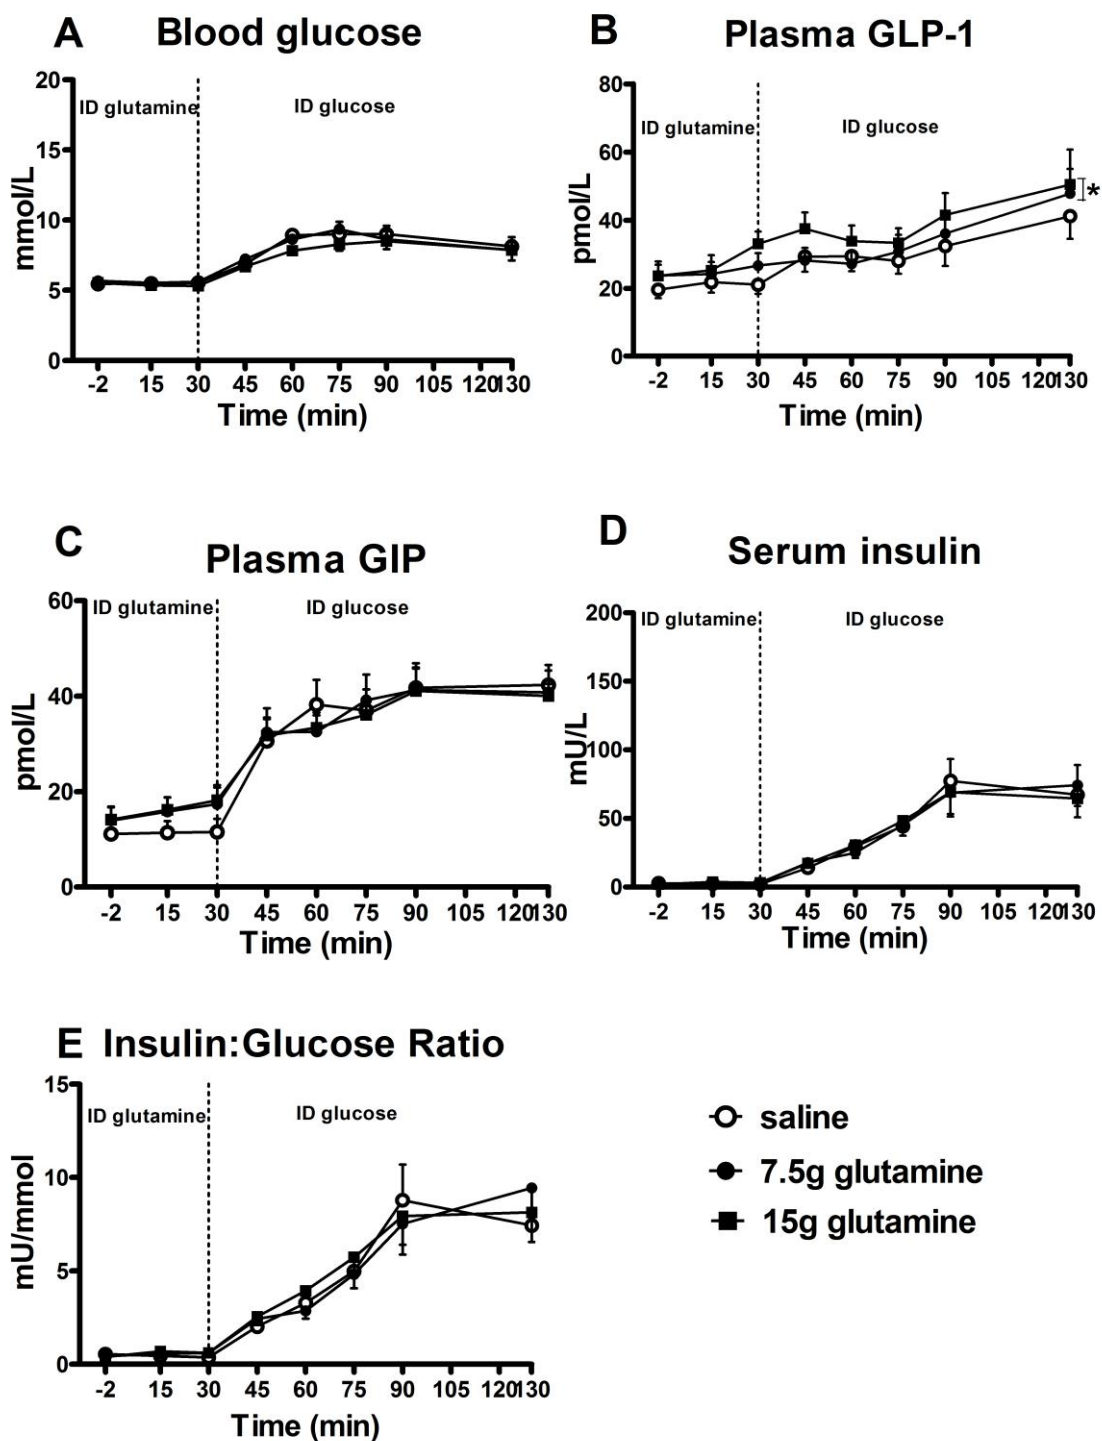 A Blood glucose
mmol/L
20
15
10
5
0
ID glutamine
ID glucose
-2 15 30 45 60 75 90 105 120 130
Time (min)
B Plasma GLP-1
pmol/L
80
60
40
20
0
ID glutamine
ID glucose
*
-2 15 30 45 60 75 90 105 120 130
Time (min)
C Plasma GIP
pmol/L
60
40
20
0
ID glutamine
ID glucose
-2 15 30 45 60 75 90 105 120 130
Time (min)
D Serum insulin
mU/L
200
150
100
50
0
ID glutamine
ID glucose
-2 15 30 45 60 75 90 105 120 130
Time (min)
E Insulin:Glucose Ratio
mU/mmol
15
10
5
0
ID glutamine
ID glucose
-2 15 30 45 60 75 90 105 120 130
Time (min)
saline
7.5g glutamine
15g glutamine